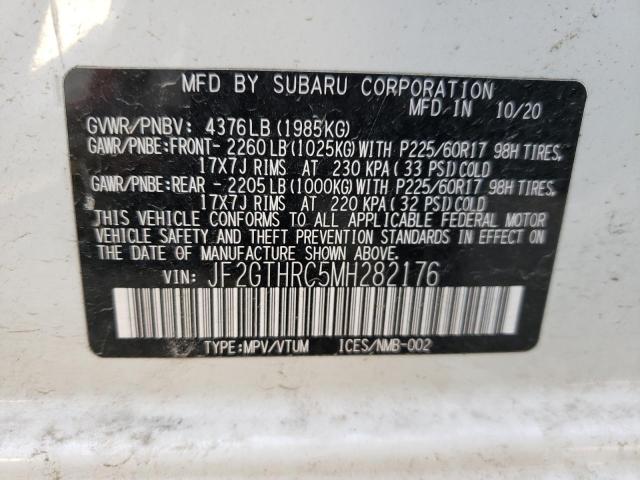 MFD BY SUBARU CORPORATION
MFD IN 10/20
GVWR/PNBV: 4376LB (1985KG)
GAWR/PNBE:FRONT- 2260LB(1025KG)WITH P225/60R17 98H TIRES,
17X7J RIMS AT 230 KPA (33 PSI)COLD
GAWR/PNBE:REAR - 2205LB(1000KG)WITH P225/60R17 98H TIRES,
17X7J RIMS AT 220 KPA (32 PSI)COLD
THIS VEHICLE CONFORMS TO ALL APPLICABLE FEDERAL MOTOR
VEHICLE SAFETY AND THEFT PREVENTION STANDARDS IN EFFECT
ON THE DATE OF MANUFACTURE SHOWN ABOVE.
VIN: JF2GTHRC5MH282176
TYPE:MPV/VTUM ICES/NMB-002